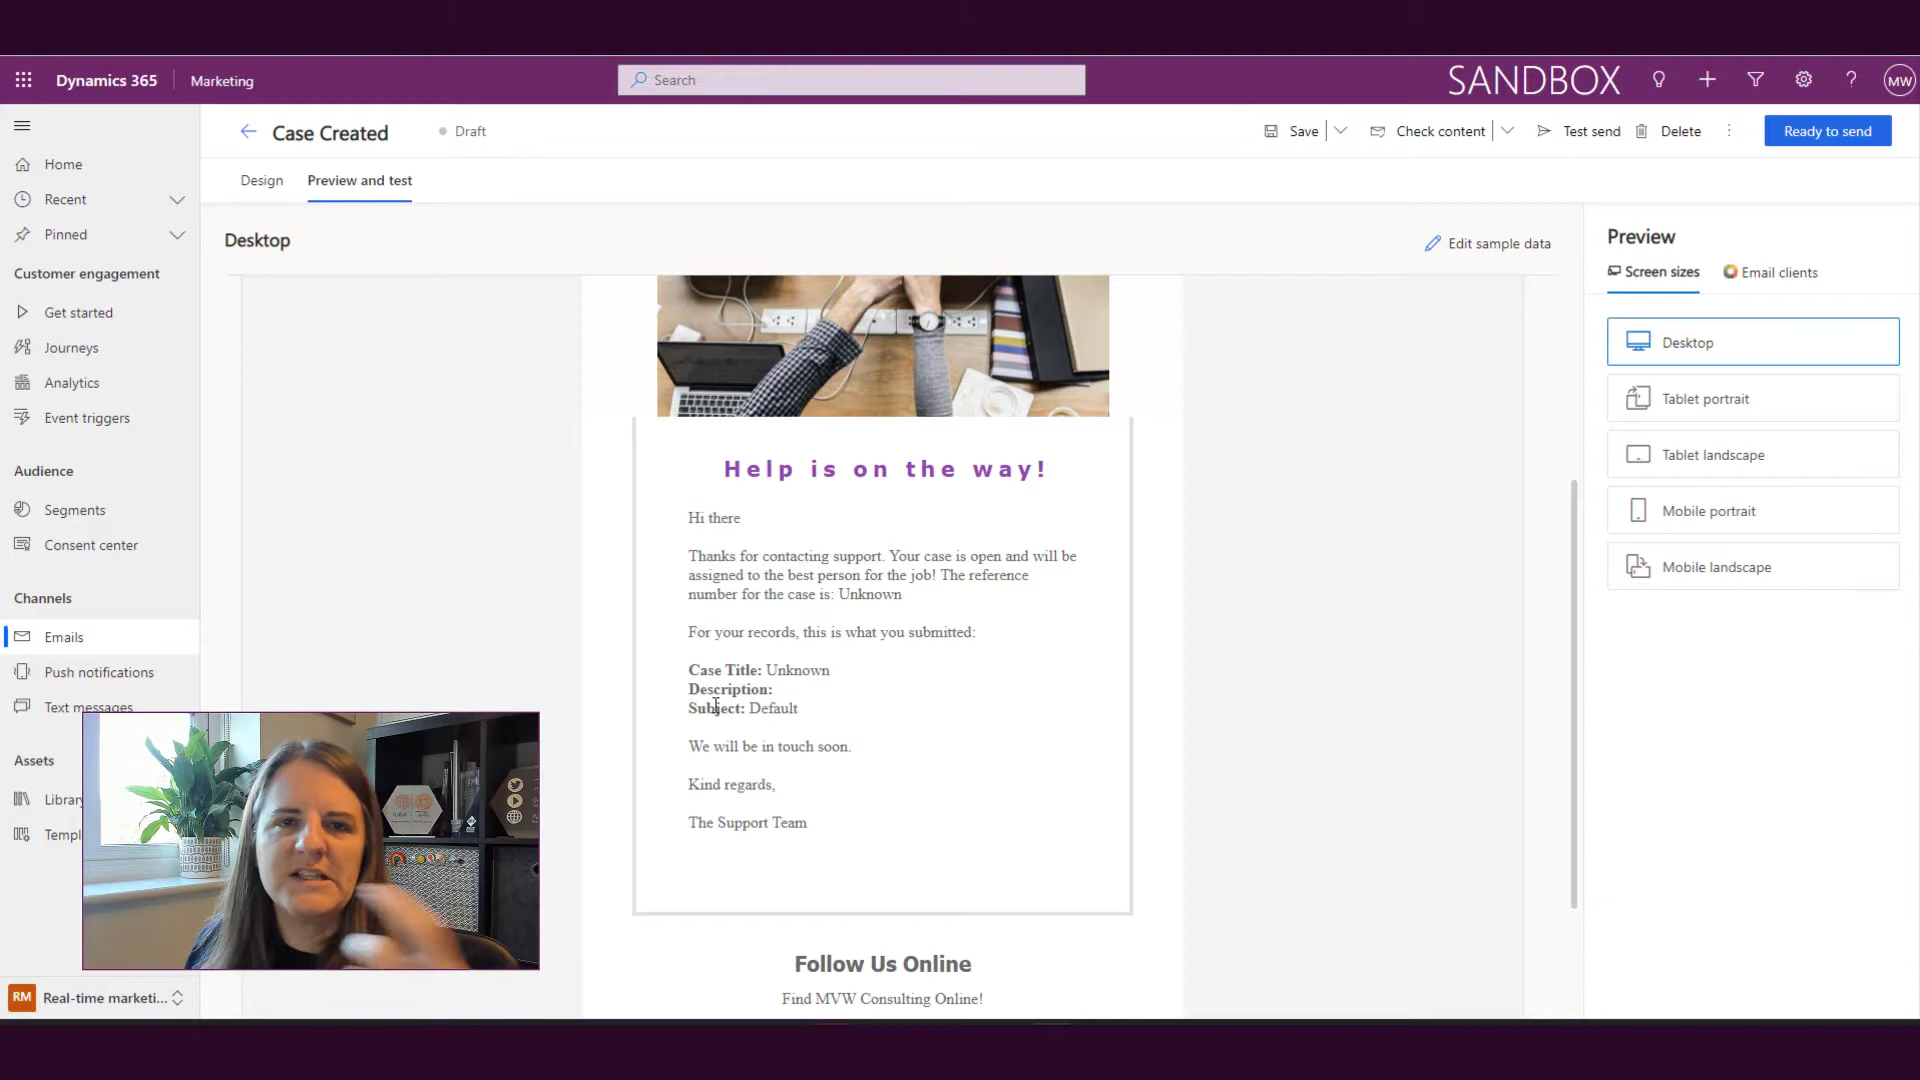 Dynamics 365
Marketing
Search
SANDBOX
?
MW
Case Created
Draft
Save
Check content
Test send
Delete
Ready to send
Home
Recent
Pinned
Customer engagement
Get started
Journeys
Analytics
Event triggers
Audience
Segments
Consent center
Channels
Emails
Push notifications
Text messages
Assets
Library
Templ
RM
Real-time marketi...
Design
Preview and test
Desktop
Edit sample data
Help is on the way!
Hi there
Thanks for contacting support. Your case is open and will be
assigned to the best person for the job! The reference
number for the case is: Unknown
For your records, this is what you submitted:
Case Title: Unknown
Description:
Subject: Default
We will be in touch soon.
Kind regards,
The Support Team
Follow Us Online
Find MVW Consulting Online!
Preview
Screen sizes
Email clients
Desktop
Tablet portrait
Tablet landscape
Mobile portrait
Mobile landscape